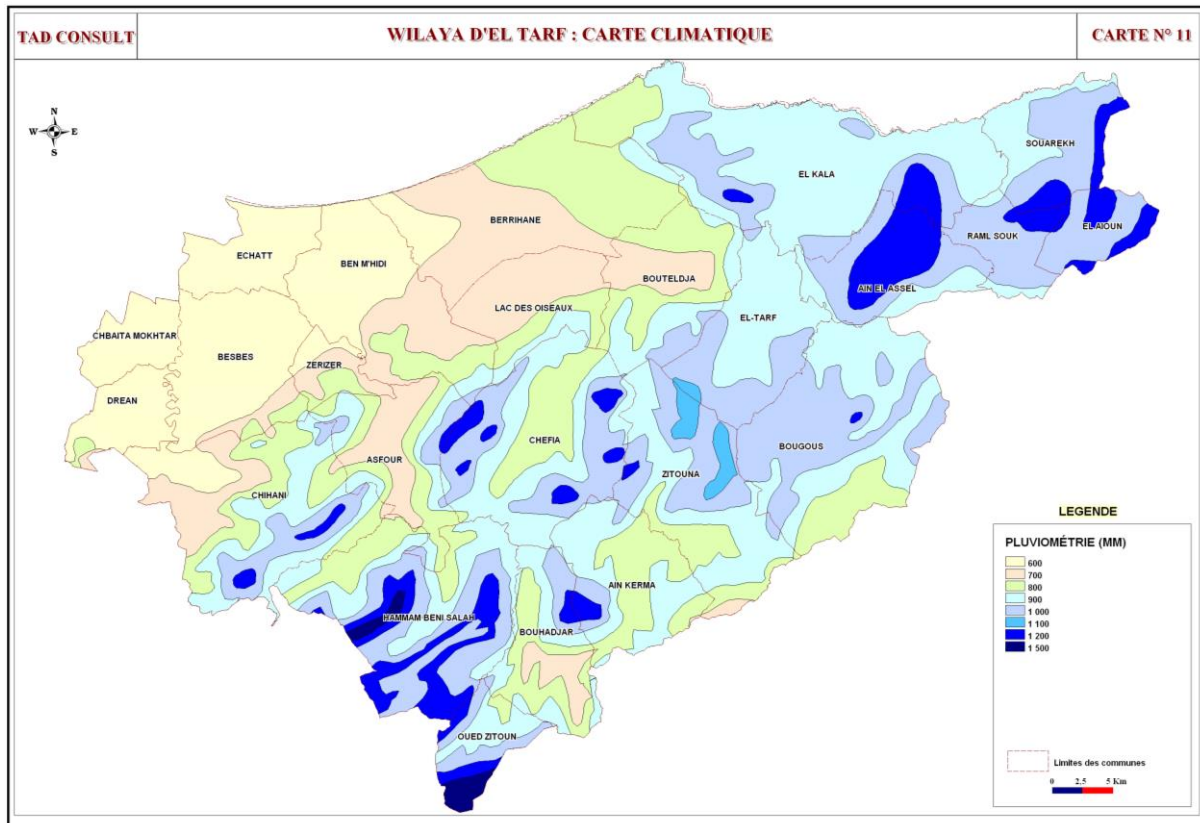 TAD CONSULT
WILAYA D'EL TARF : CARTE CLIMATIQUE
CARTE N° 11
N
W E
S
SOUAREKH
EL KALA
BERRIHANE
EL AIOUN
RAML SOUK
ECHATT
BEN M'HIDI
BOUTELDJA
AIN EL ASSEL
LAC DES OISEAUX
EL-TARF
CHBAITA MOKHTAR
BESBES
ZERIZER
DREAN
CHEFIA
BOUGOUS
ASFOUR
ZITOUNA
CHIHANI
AIN KERMA
HAMMAM BENI SALAH
BOUHADJAR
OUED ZITOUN
LEGENDE
PLUVIOMÉTRIE (MM)
600
700
800
900
1 000
1 100
1 200
1 500
Limites des communes
0 2,5 5 Km